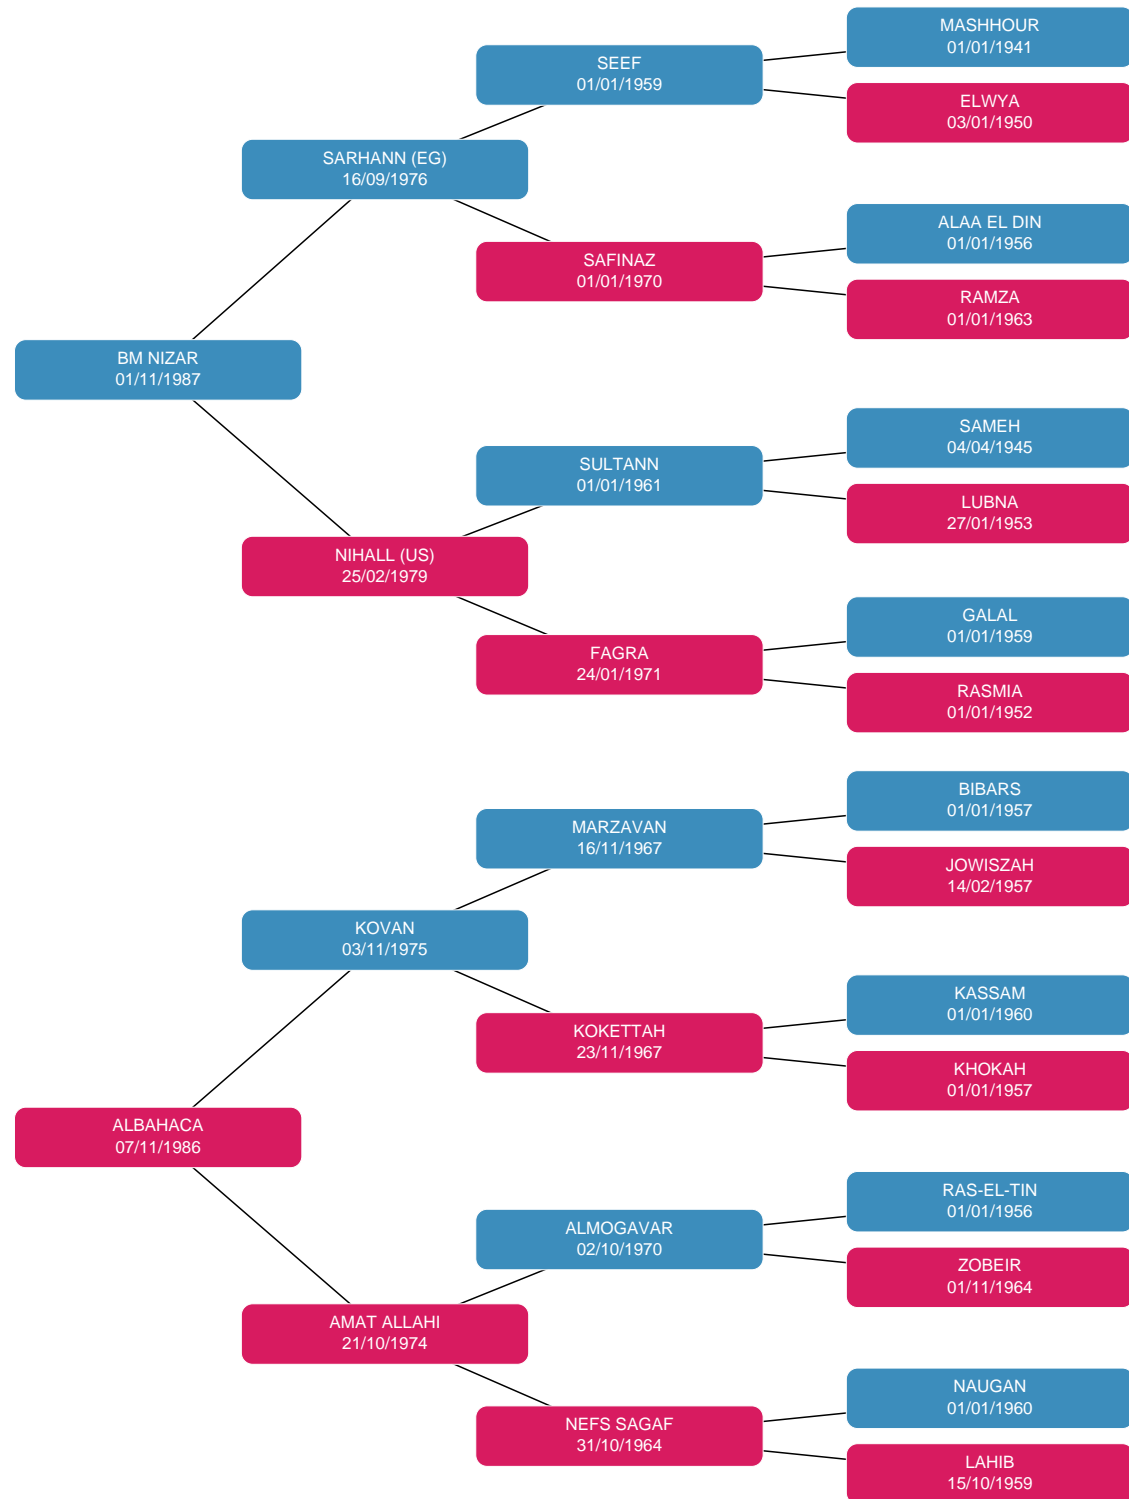 MASHHOUR
01/01/1941
SEEF
01/01/1959
ELWYA
03/01/1950
SARHANN (EG)
16/09/1976
ALAA EL DIN
01/01/1956
SAFINAZ
01/01/1970
RAMZA
01/01/1963
BM NIZAR
01/11/1987
SAMEH
04/04/1945
SULTANN
01/01/1961
LUBNA
27/01/1953
NIHALL (US)
25/02/1979
GALAL
01/01/1959
FAGRA
24/01/1971
RASMIA
01/01/1952
BIBARS
01/01/1957
MARZAVAN
16/11/1967
JOWISZAH
14/02/1957
KOVAN
03/11/1975
KASSAM
01/01/1960
KOKETTAH
23/11/1967
KHOKAH
01/01/1957
ALBAHACA
07/11/1986
RAS-EL-TIN
01/01/1956
ALMOGAVAR
02/10/1970
ZOBEIR
01/11/1964
AMAT ALLAHI
21/10/1974
NAUGAN
01/01/1960
NEFS SAGAF
31/10/1964
LAHIB
15/10/1959